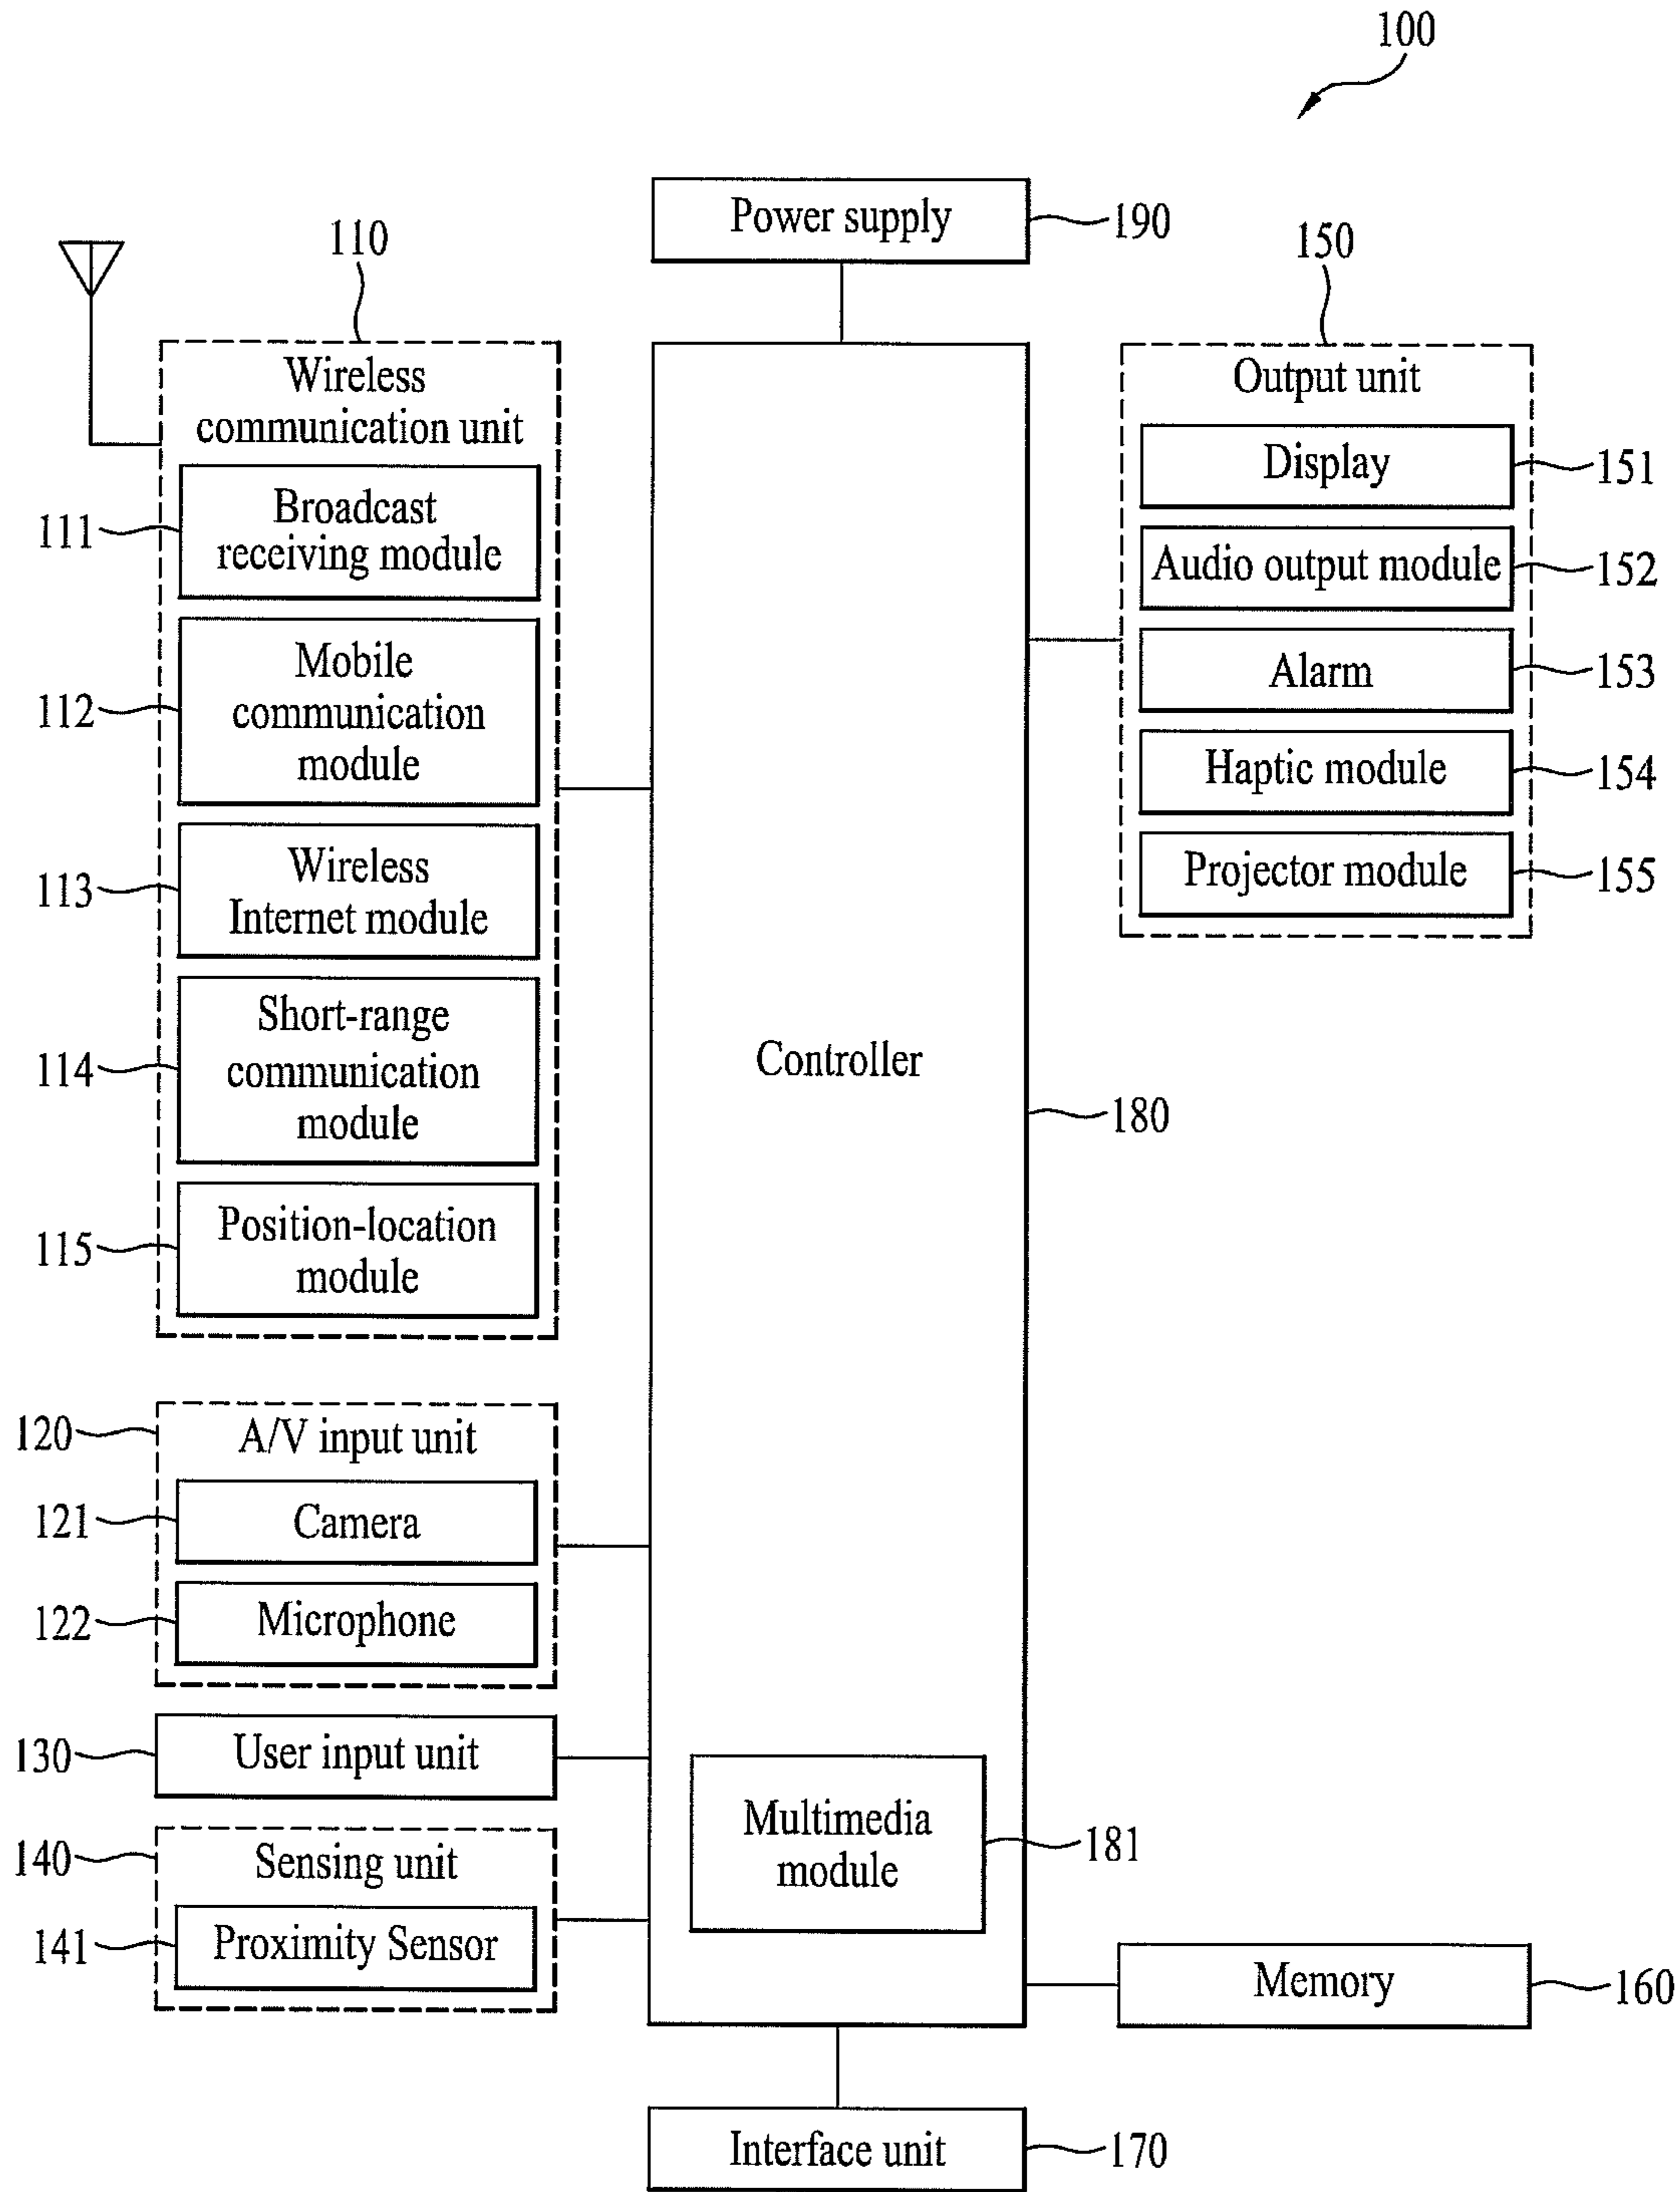 100
Power supply
190
110
Wireless
communication unit
Broadcast
receiving module
111
Mobile
communication
module
112
Wireless
Internet module
113
Short-range
communication
module
114
Position-location
module
115
150
Output unit
Display
151
Audio output module
152
Alarm
153
Haptic module
154
Projector module
155
Controller
180
120
A/V input unit
121
Camera
122
Microphone
130
User input unit
140
Sensing unit
141
Proximity Sensor
Multimedia
module
181
Memory
160
Interface unit
170